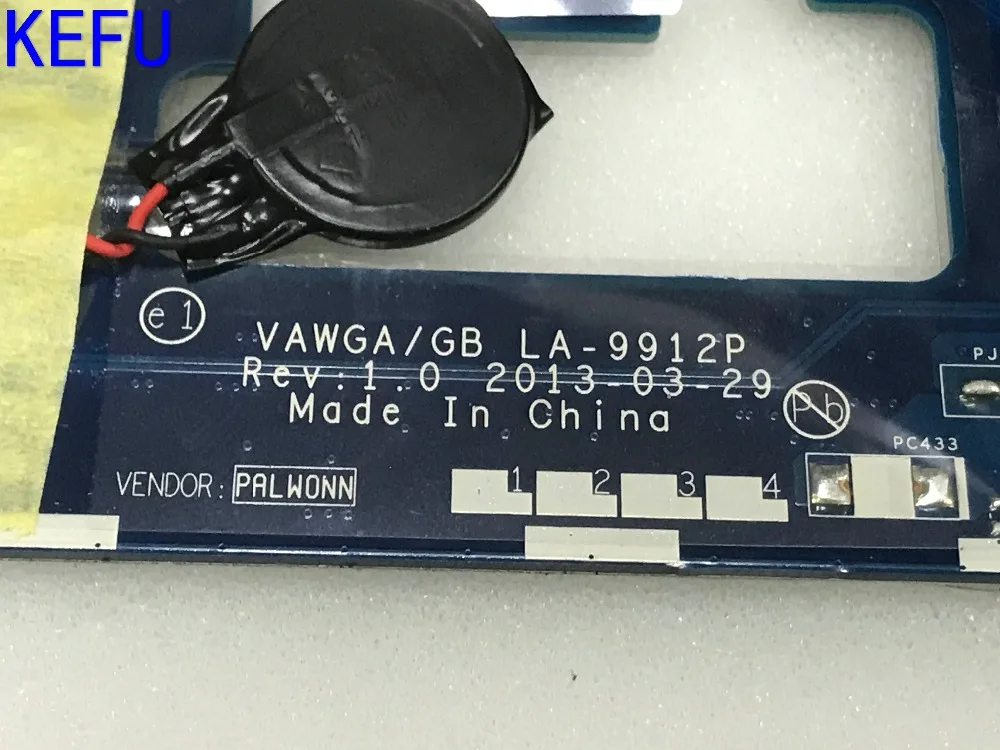 KEFU
e1
VAWGA/GB LA-9912P
Rev:1.0 2013-03-29
Made In China
Pb
PJ
PC433
VENDOR: PALWONN
1 2 3 4